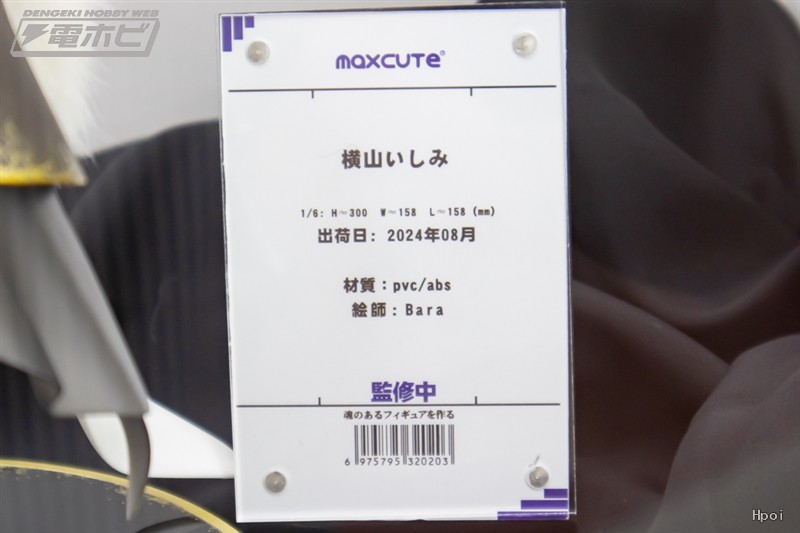 DENGEKI HOBBY WEB
電ホビ
maxcute®
横山いしみ
1/6: H~300 W~158 L~158 (mm)
出荷日: 2024年08月
材質：pvc/abs
絵師：Bara
監修中
魂のあるフィギュアを作る
6 975795 320203
Hpoi